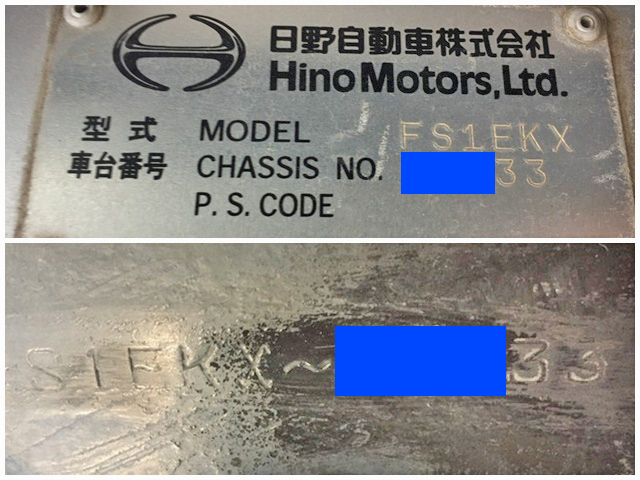 日野自動車株式会社
Hino Motors, Ltd.
型式 MODEL FS1EKX
車台番号 CHASSIS NO. 33
P.S. CODE
S1EKX~ 33